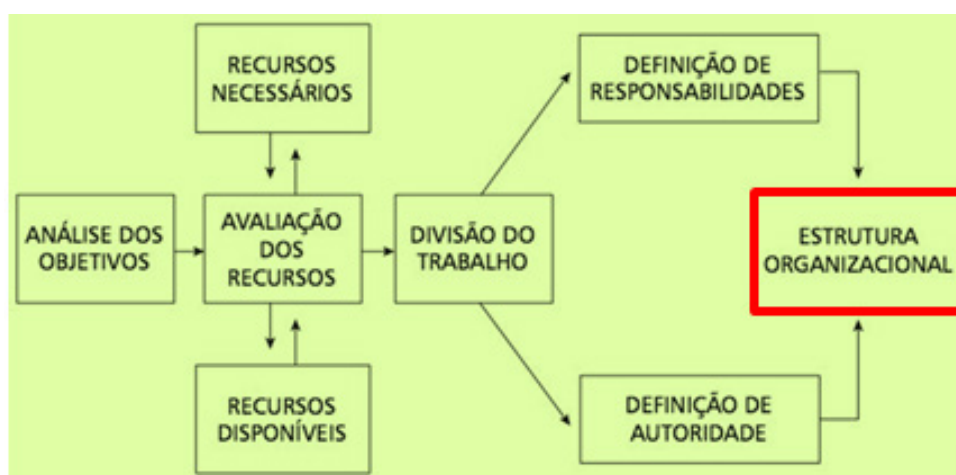 RECURSOS
NECESSÁRIOS
DEFINIÇÃO DE
RESPONSABILIDADES
ANÁLISE DOS
OBJETIVOS
AVALIAÇÃO
DOS
RECURSOS
DIVISÃO DO
TRABALHO
ESTRUTURA
ORGANIZACIONAL
RECURSOS
DISPONÍVEIS
DEFINIÇÃO DE
AUTORIDADE